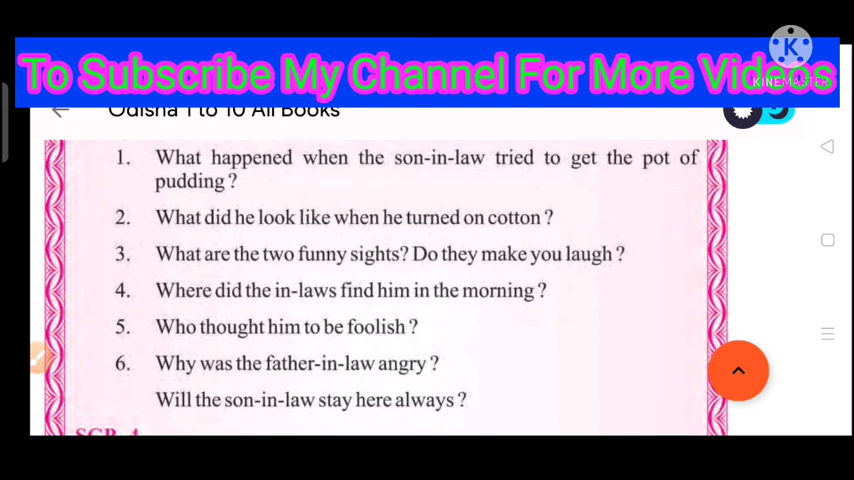 To Subscribe My Channel For More Videos
K
KINEMASTER
Odisha 1 to 10 All Books
1. What happened when the son-in-law tried to get the pot of
pudding ?
2. What did he look like when he turned on cotton ?
3. What are the two funny sights? Do they make you laugh ?
4. Where did the in-laws find him in the morning ?
5. Who thought him to be foolish ?
6. Why was the father-in-law angry ?
Will the son-in-law stay here always ?